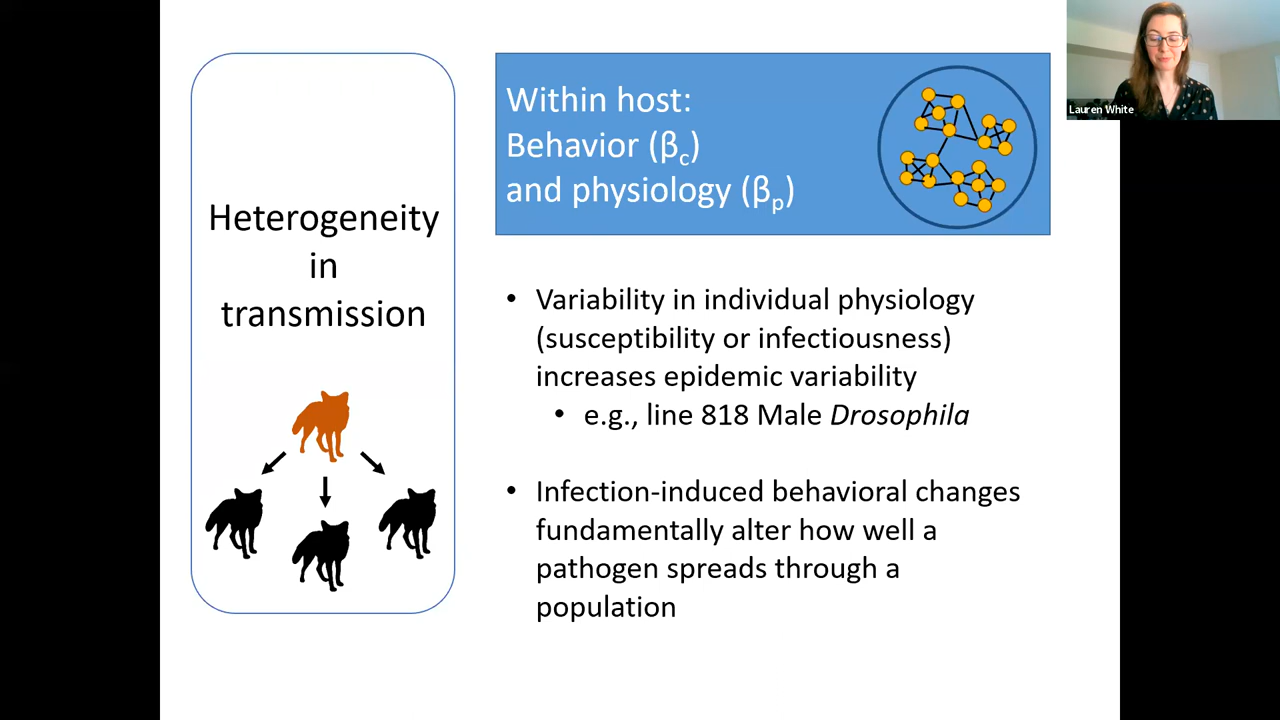 Heterogeneity
in
transmission
Within host:
Behavior (βc)
and physiology (βp)
• Variability in individual physiology
(susceptibility or infectiousness)
increases epidemic variability
• e.g., line 818 Male Drosophila
• Infection-induced behavioral changes
fundamentally alter how well a
pathogen spreads through a
population
Lauren White